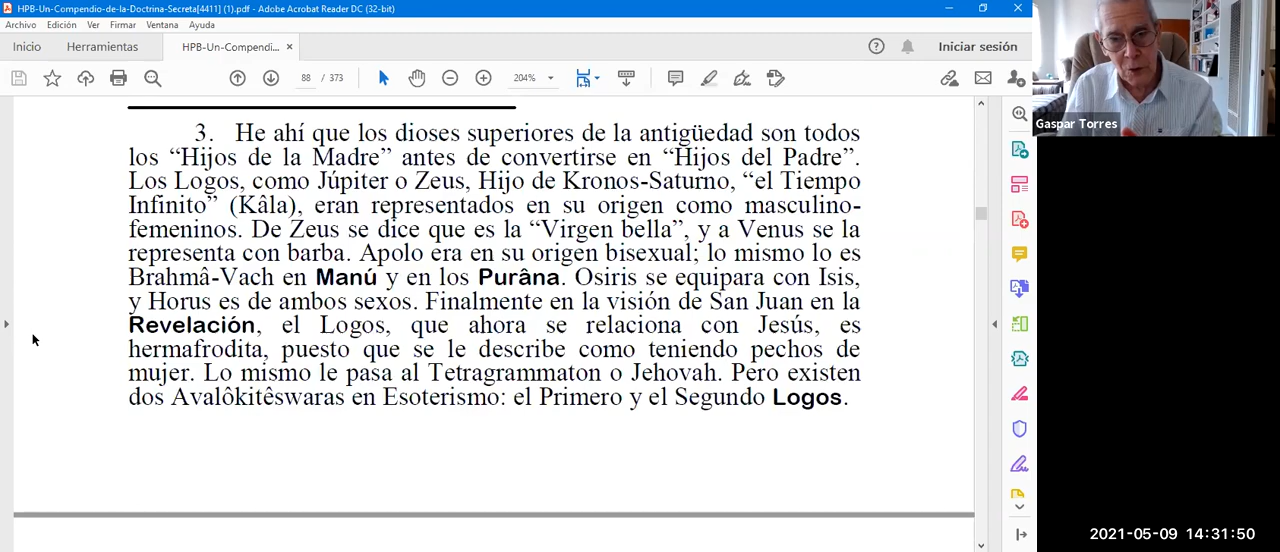 HPB-Un-Compendio-de-la-Doctrina-Secreta[4411] (1).pdf - Adobe Acrobat Reader DC (32-bit)
Archivo Edición Ver Firmar Ventana Ayuda
Inicio Herramientas HPB-Un-Compendi... × Iniciar sesión
88 / 373 204%
3. He ahí que los dioses superiores de la antigüedad son todos
los “Hijos de la Madre” antes de convertirse en “Hijos del Padre”.
Los Logos, como Júpiter o Zeus, Hijo de Kronos-Saturno, “el Tiempo
Infinito” (Kâla), eran representados en su origen como masculino-
femeninos. De Zeus se dice que es la “Virgen bella”, y a Venus se la
representa con barba. Apolo era en su origen bisexual; lo mismo lo es
Brahmâ-Vach en Manú y en los Purâna. Osiris se equipara con Isis,
y Horus es de ambos sexos. Finalmente en la visión de San Juan en la
Revelación, el Logos, que ahora se relaciona con Jesús, es
hermafrodita, puesto que se le describe como teniendo pechos de
mujer. Lo mismo le pasa al Tetragrammaton o Jehovah. Pero existen
dos Avalôkitêswaras en Esoterismo: el Primero y el Segundo Logos.
Gaspar Torres
2021-05-09 14:31:50